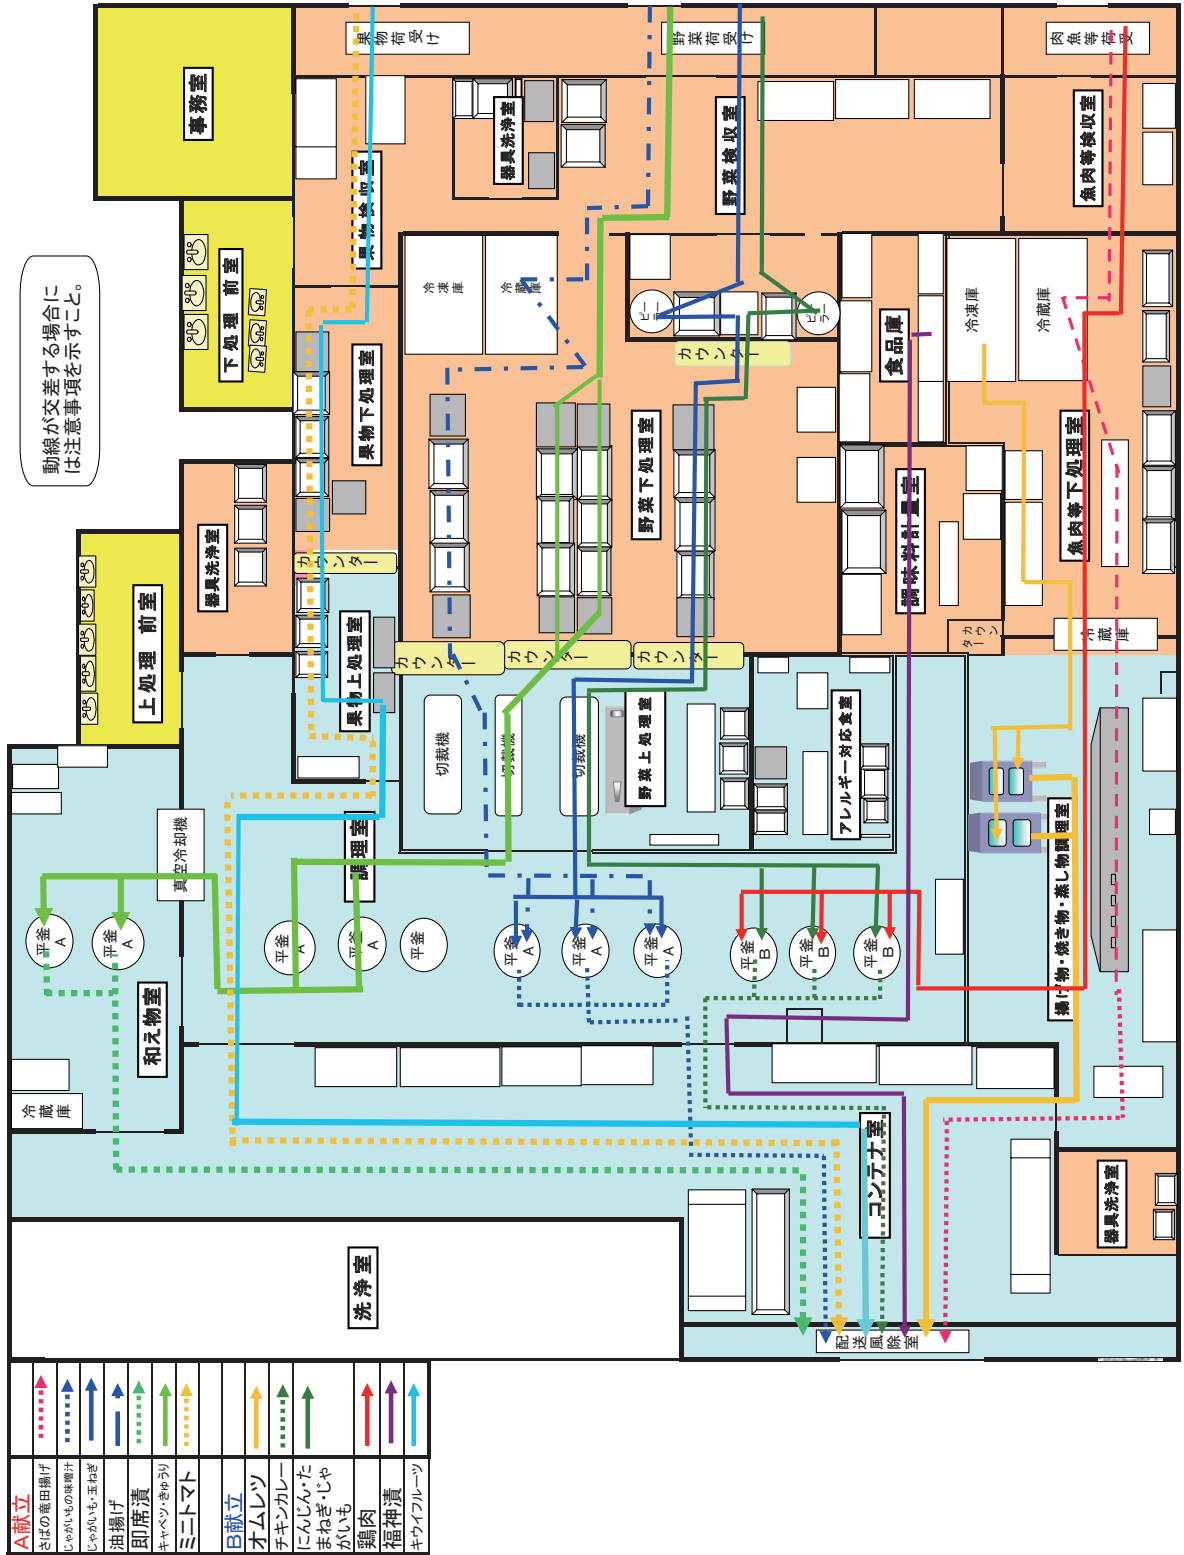 動線が交差する場合に
は注意事項を示すこと。
事務室
下処理 前室
上処理 前室
器具洗浄室
果物荷受け
野菜荷受け
肉魚等荷受
果物検収室
器具洗浄室
野菜検収室
魚肉等検収室
冷凍庫
冷蔵庫
ピーラー
ピーラー
カウンター
食品庫
冷凍庫
冷蔵庫
果物下処理室
野菜下処理室
調味料計量室
魚肉等下処理室
カウンター
カウンター
カウンター
カウンター
カウンター
冷蔵庫
果物上処理室
切裁機
切裁機
切裁機
野菜上処理室
アレルギー対応食室
調理室
真空冷却機
揚げ物・焼き物・蒸し物調理室
平釜A
平釜A
平釜A
平釜A
平釜
平釜A
平釜A
平釜A
平釜B
平釜B
平釜B
和え物室
冷蔵庫
コンテナ室
器具洗浄室
洗浄室
配送風除室
A献立
さばの竜田揚げ
じゃがいもの味噌汁
じゃがいも・玉ねぎ
油揚げ
即席漬
キャベツ・きゅうり
ミニトマト
B献立
オムレツ
チキンカレー
にんじん・た
まねぎ・じゃ
がいも
鶏肉
福神漬
キウイフルーツ